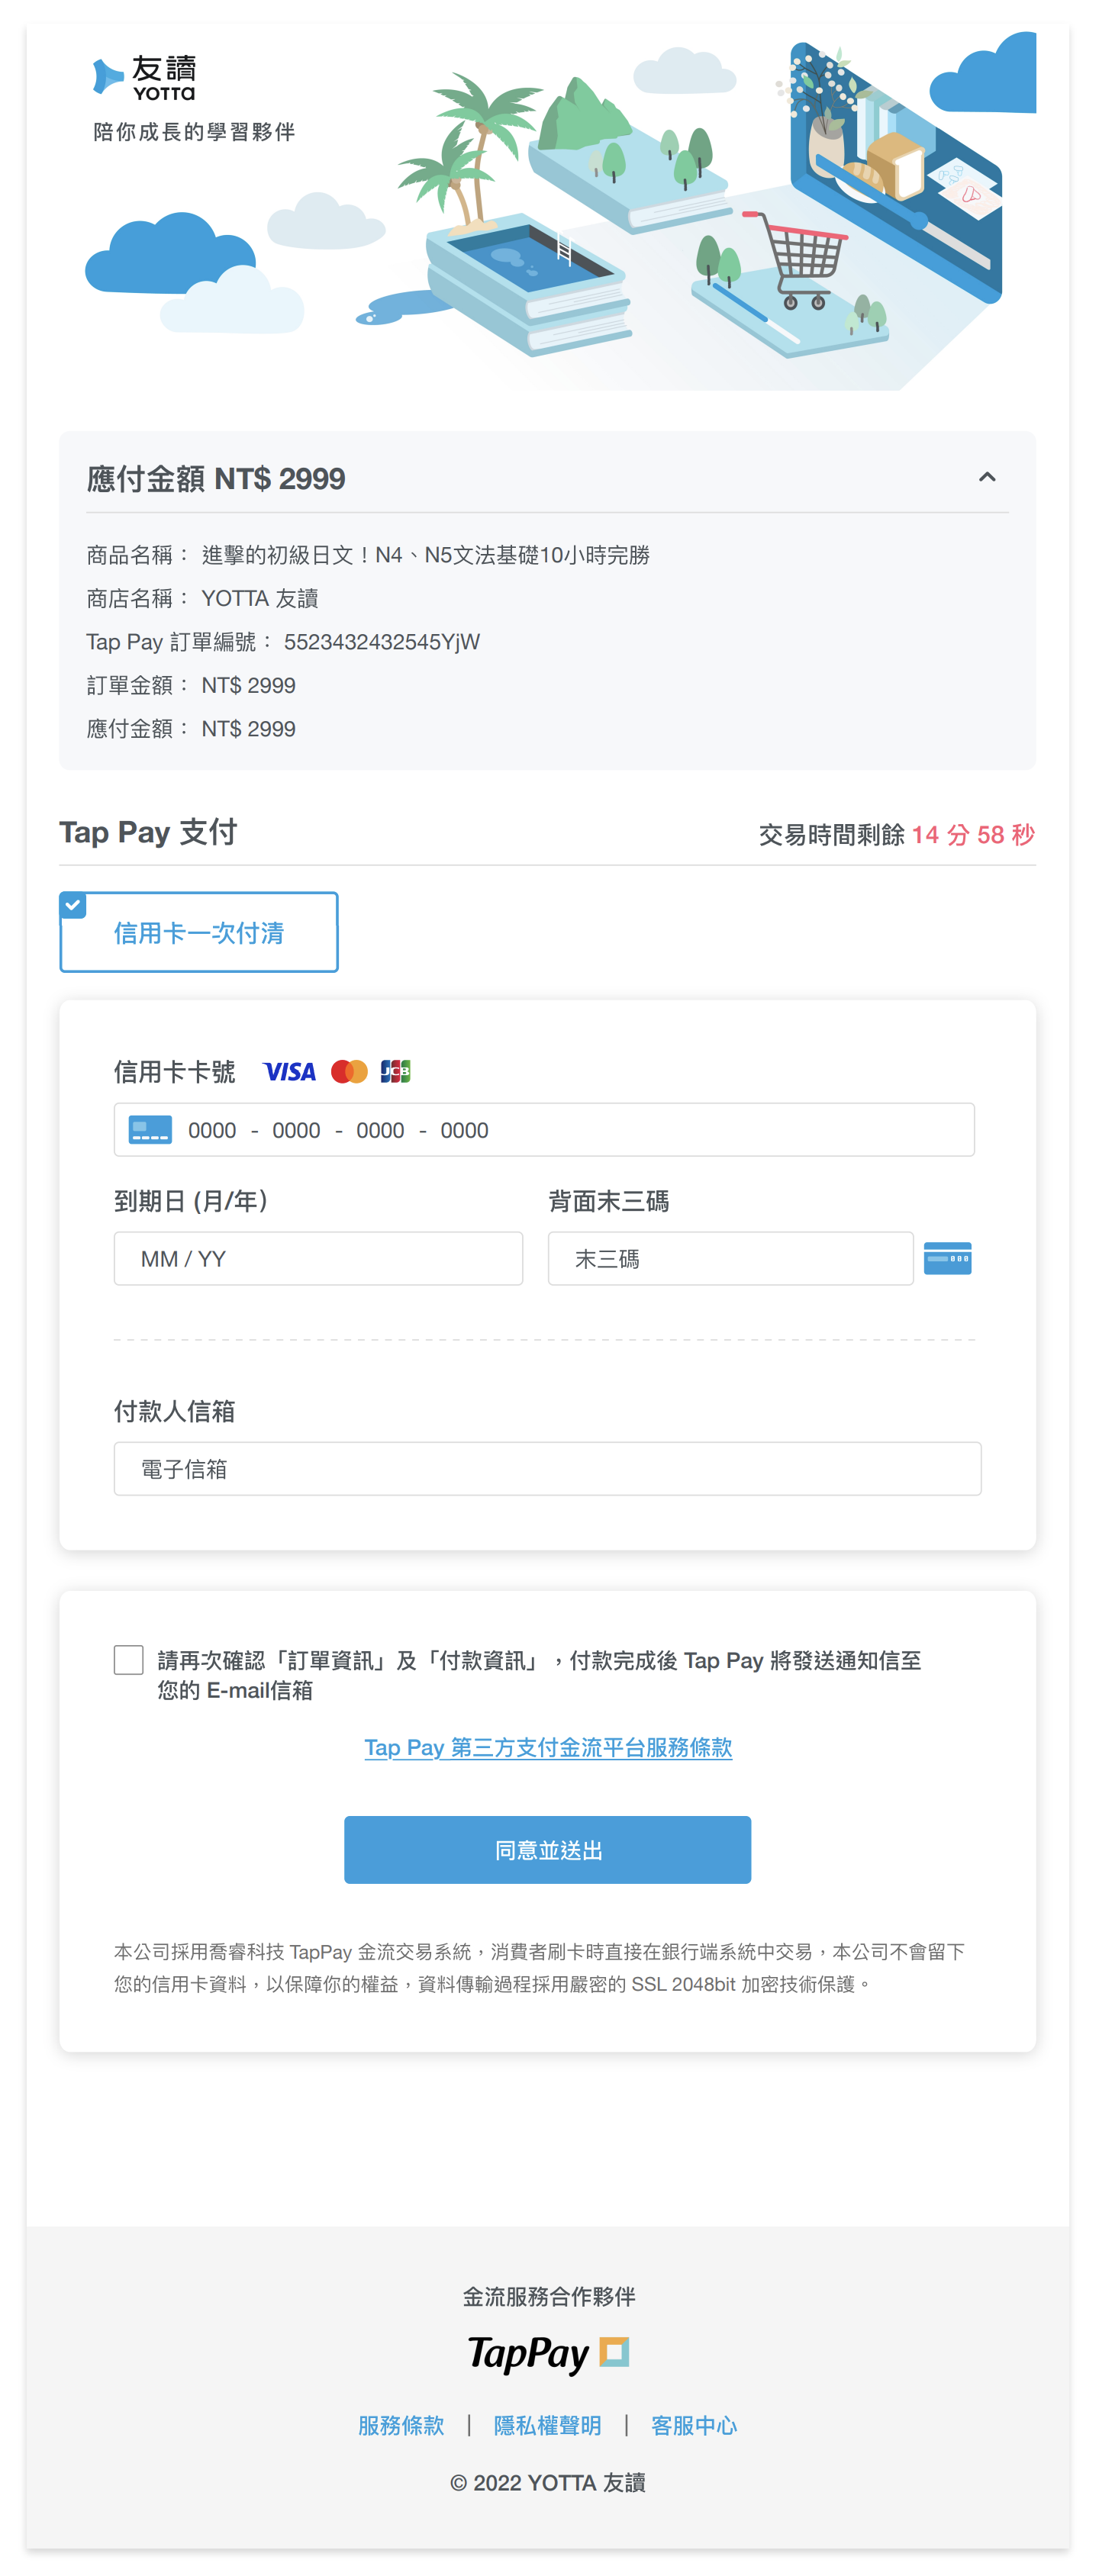 友讀
YOTTA
陪你成長的學習夥伴
應付金額 NT$ 2999
商品名稱： 進擊的初級日文！N4、N5文法基礎10小時完勝
商店名稱： YOTTA 友讀
Tap Pay 訂單編號： 5523432432545YjW
訂單金額： NT$ 2999
應付金額： NT$ 2999
Tap Pay 支付
交易時間剩餘 14 分 58 秒
信用卡一次付清
信用卡卡號 VISA JCB
0000 - 0000 - 0000 - 0000
到期日 (月/年) 背面末三碼
MM / YY 末三碼 000
付款人信箱
電子信箱
請再次確認「訂單資訊」及「付款資訊」，付款完成後 Tap Pay 將發送通知信至
您的 E-mail信箱
Tap Pay 第三方支付金流平台服務條款
同意並送出
本公司採用喬睿科技 TapPay 金流交易系統，消費者刷卡時直接在銀行端系統中交易，本公司不會留下
您的信用卡資料，以保障你的權益，資料傳輸過程採用嚴密的 SSL 2048bit 加密技術保護。
金流服務合作夥伴
TapPay
服務條款 | 隱私權聲明 | 客服中心
© 2022 YOTTA 友讀